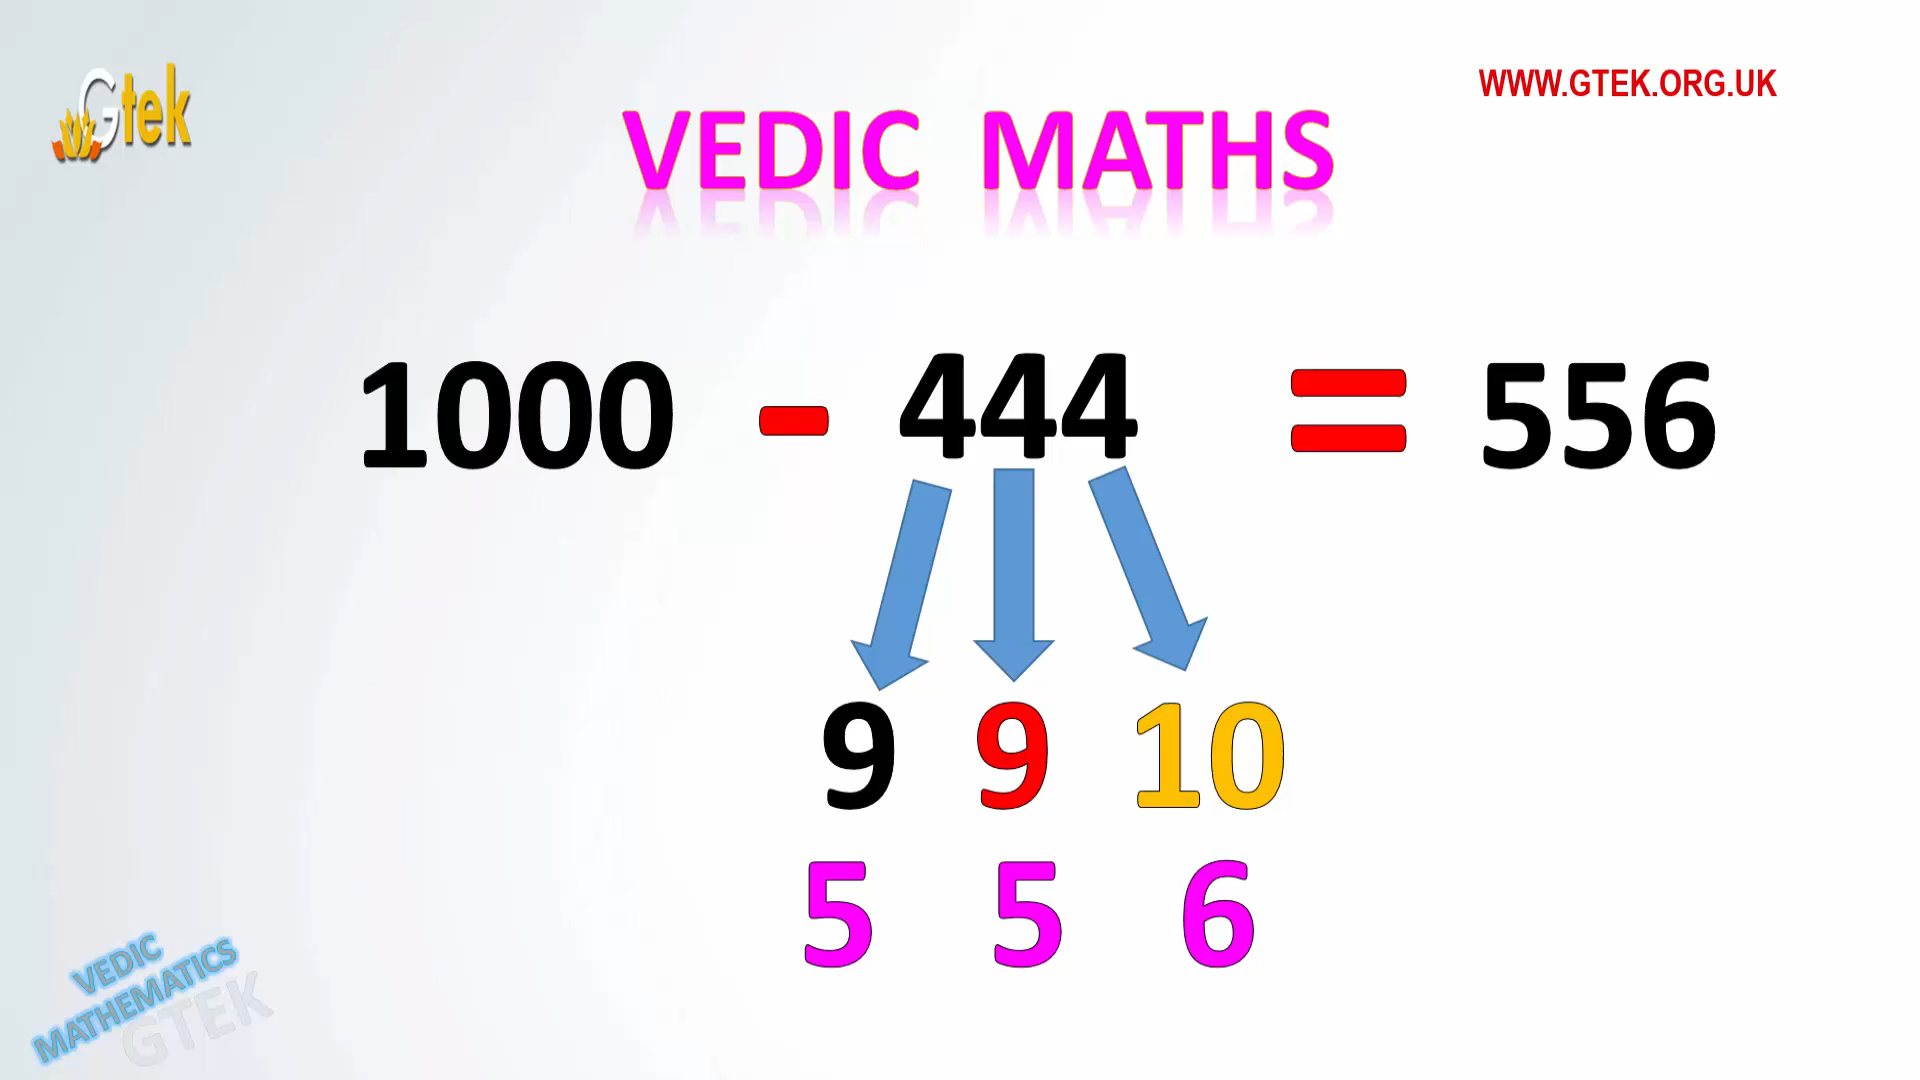 Gtek
WWW.GTEK.ORG.UK
VEDIC MATHS
1000 - 444 = 556
9 9 10
5 5 6
VEDIC
MATHEMATICS
GTEK